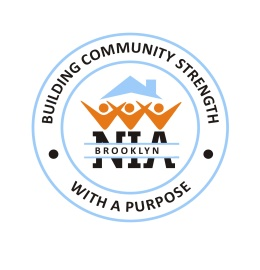 BUILDING COMMUNITY STRENGTH
NIA
BROOKLYN
WITH A PURPOSE